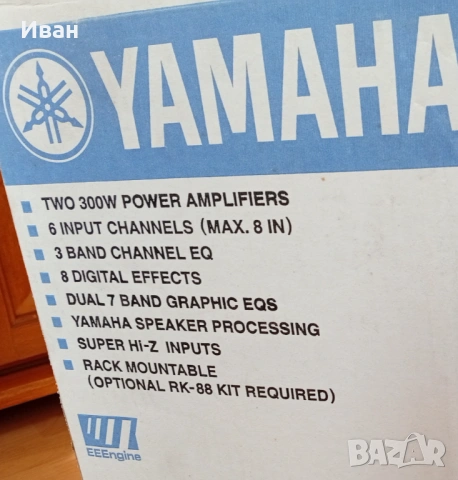 Иван
YAMAHA
TWO 300W POWER AMPLIFIERS
6 INPUT CHANNELS (MAX. 8 IN)
3 BAND CHANNEL EQ
8 DIGITAL EFFECTS
DUAL 7 BAND GRAPHIC EQS
YAMAHA SPEAKER PROCESSING
SUPER Hi-Z INPUTS
RACK MOUNTABLE
(OPTIONAL RK-88 KIT REQUIRED)
EEEngine
BAZAR